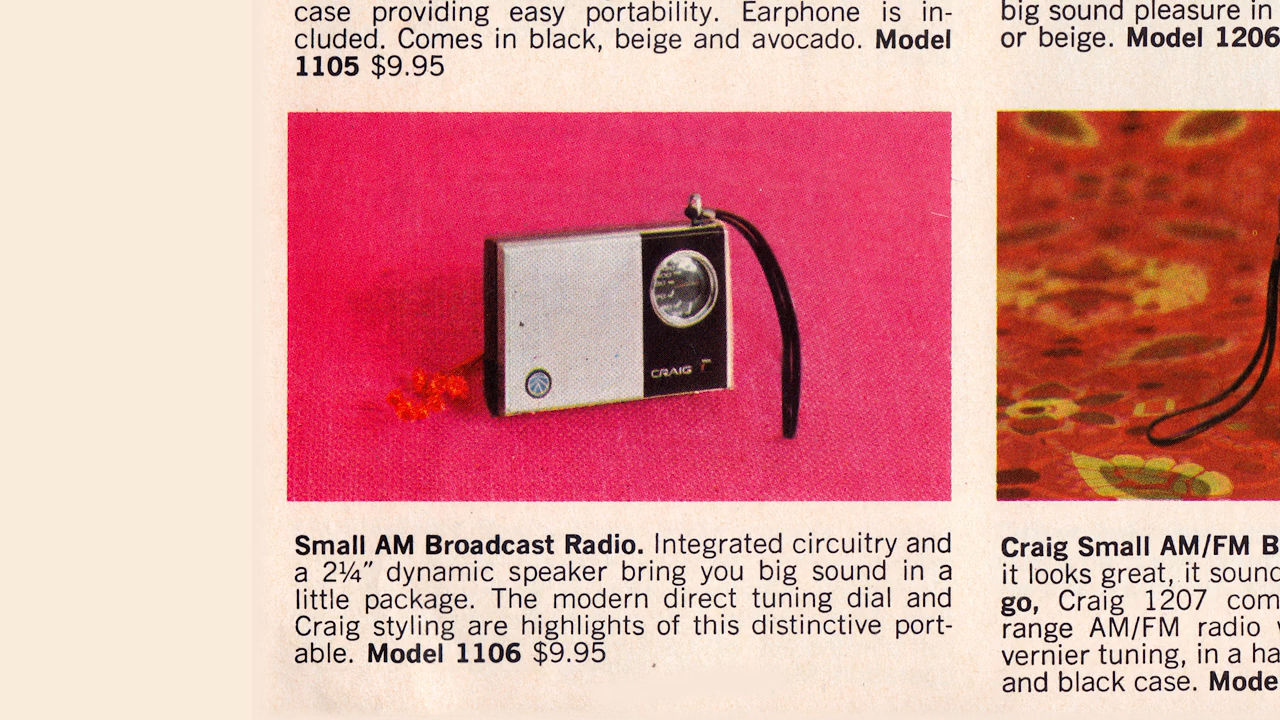 case providing easy portability. Earphone is in-
cluded. Comes in black, beige and avocado. Model
1105 $9.95
big sound pleasure in
or beige. Model 1206
CRAIG
Small AM Broadcast Radio. Integrated circuitry and
a 2¼" dynamic speaker bring you big sound in a
little package. The modern direct tuning dial and
Craig styling are highlights of this distinctive port-
able. Model 1106 $9.95
Craig Small AM/FM B
it looks great, it sound
go, Craig 1207 com
range AM/FM radio
vernier tuning, in a ha
and black case. Mode